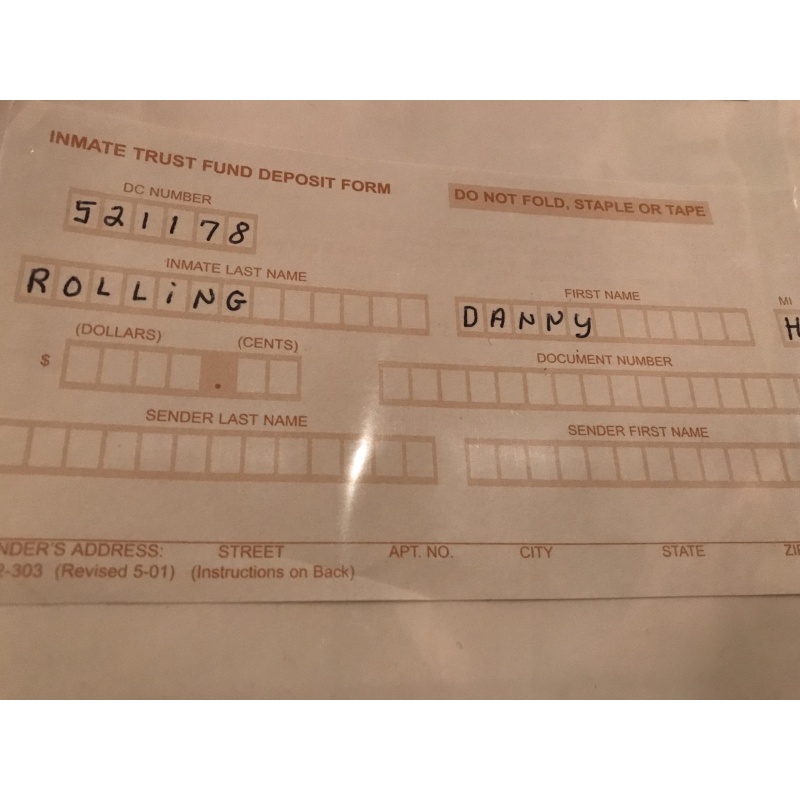 INMATE TRUST FUND DEPOSIT FORM
DO NOT FOLD, STAPLE OR TAPE
DC NUMBER
521178
INMATE LAST NAME FIRST NAME MI
ROLLiNG DANNY H
(DOLLARS) (CENTS) DOCUMENT NUMBER
$ .
SENDER LAST NAME SENDER FIRST NAME
NDER'S ADDRESS: STREET APT. NO. CITY STATE ZI
2-303 (Revised 5-01) (Instructions on Back)